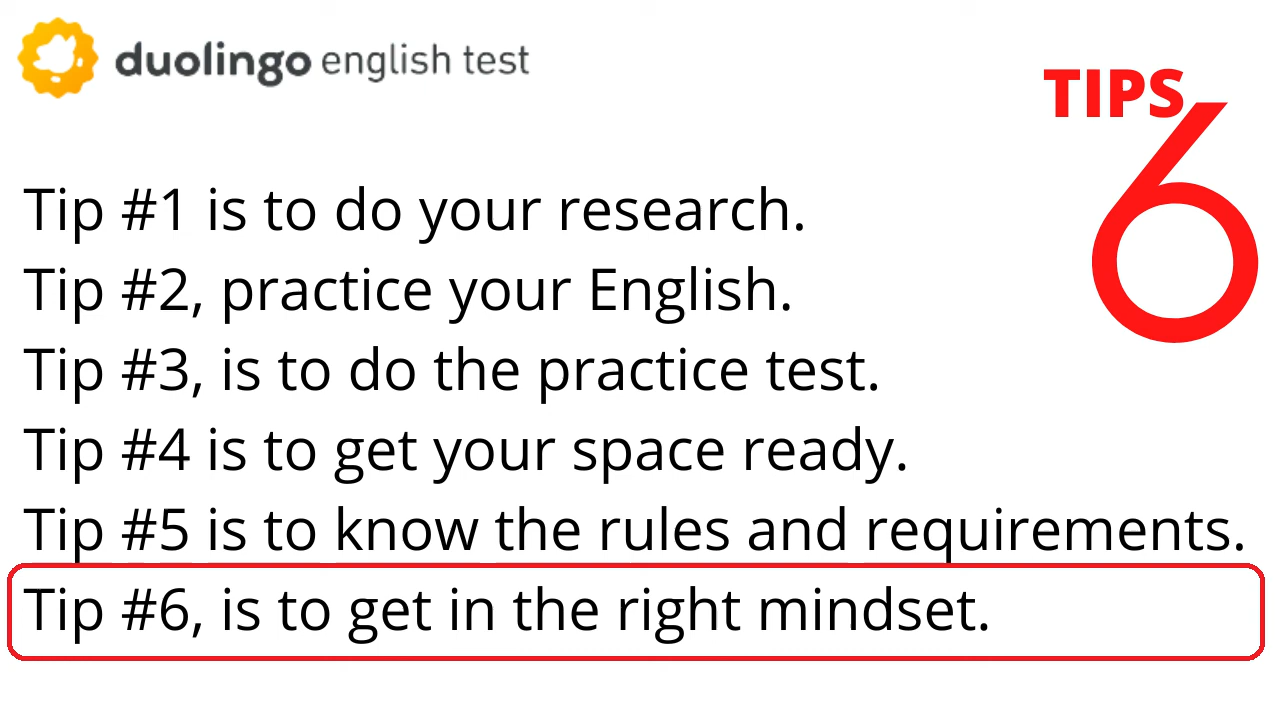 duolingo english test
TIPS
6
Tip #1 is to do your research.
Tip #2, practice your English.
Tip #3, is to do the practice test.
Tip #4 is to get your space ready.
Tip #5 is to know the rules and requirements.
Tip #6, is to get in the right mindset.